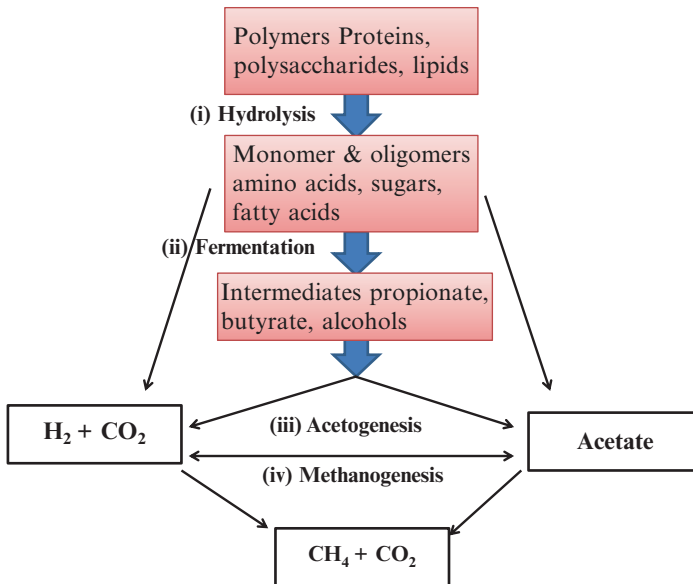 Polymers Proteins,
polysaccharides, lipids
(i) Hydrolysis
Monomer & oligomers
amino acids, sugars,
fatty acids
(ii) Fermentation
Intermediates propionate,
butyrate, alcohols
H₂ + CO₂
(iii) Acetogenesis
Acetate
(iv) Methanogenesis
CH₄ + CO₂